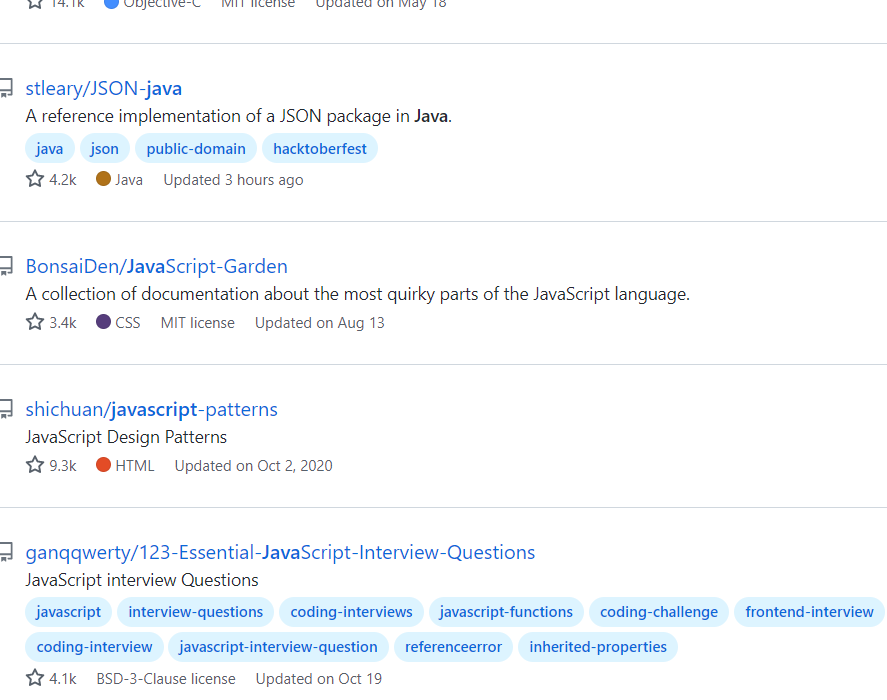 14.1k Objective-C MIT license Updated on May 18
stleary/JSON-java
A reference implementation of a JSON package in Java.
java json public-domain hacktoberfest
4.2k Java Updated 3 hours ago
BonsaiDen/JavaScript-Garden
A collection of documentation about the most quirky parts of the JavaScript language.
3.4k CSS MIT license Updated on Aug 13
shichuan/javascript-patterns
JavaScript Design Patterns
9.3k HTML Updated on Oct 2, 2020
ganqqwerty/123-Essential-JavaScript-Interview-Questions
JavaScript interview Questions
javascript interview-questions coding-interviews javascript-functions coding-challenge frontend-interview
coding-interview javascript-interview-question referenceerror inherited-properties
4.1k BSD-3-Clause license Updated on Oct 19